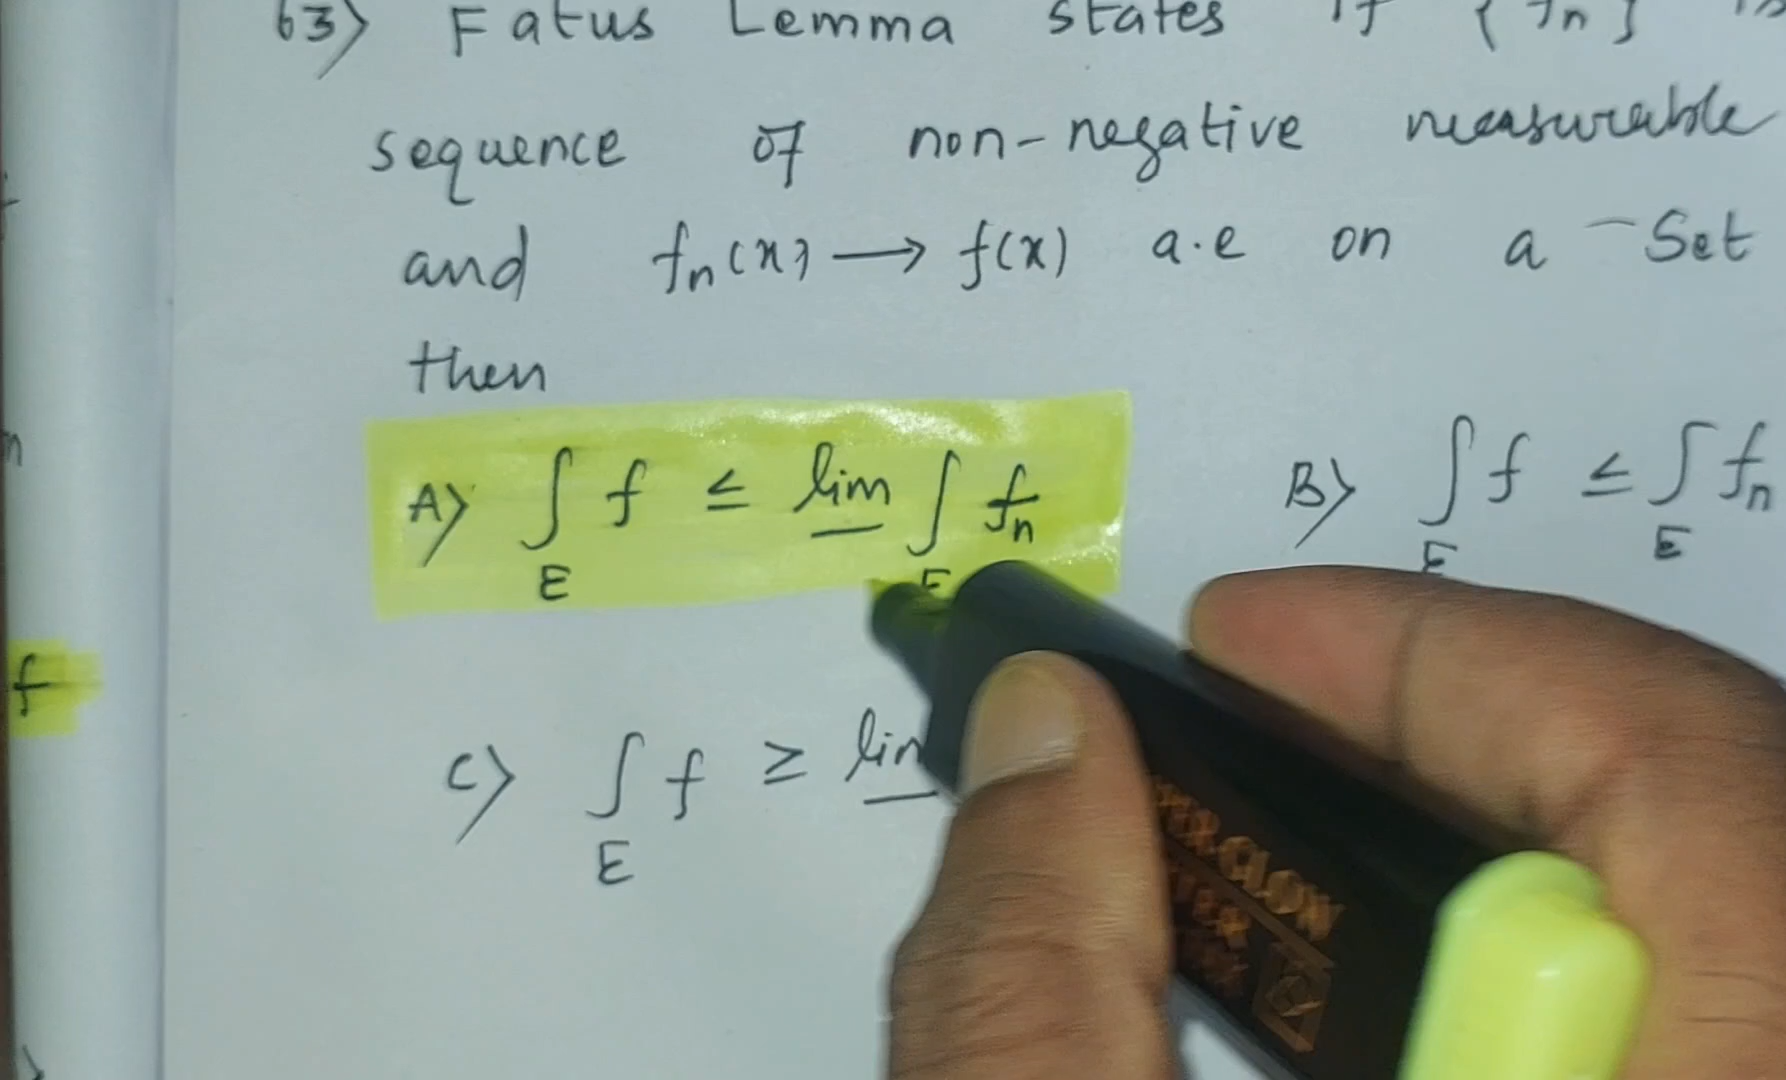 63) Fatus Lemma states if {fn}
sequence of non-negative measurable
and fn(x) → f(x) a.e on a Set
then
A) ∫ f ≤ lim ∫ fn B) ∫ f ≤ ∫ fn
E E E E
f
C) ∫ f ≥ lim
E